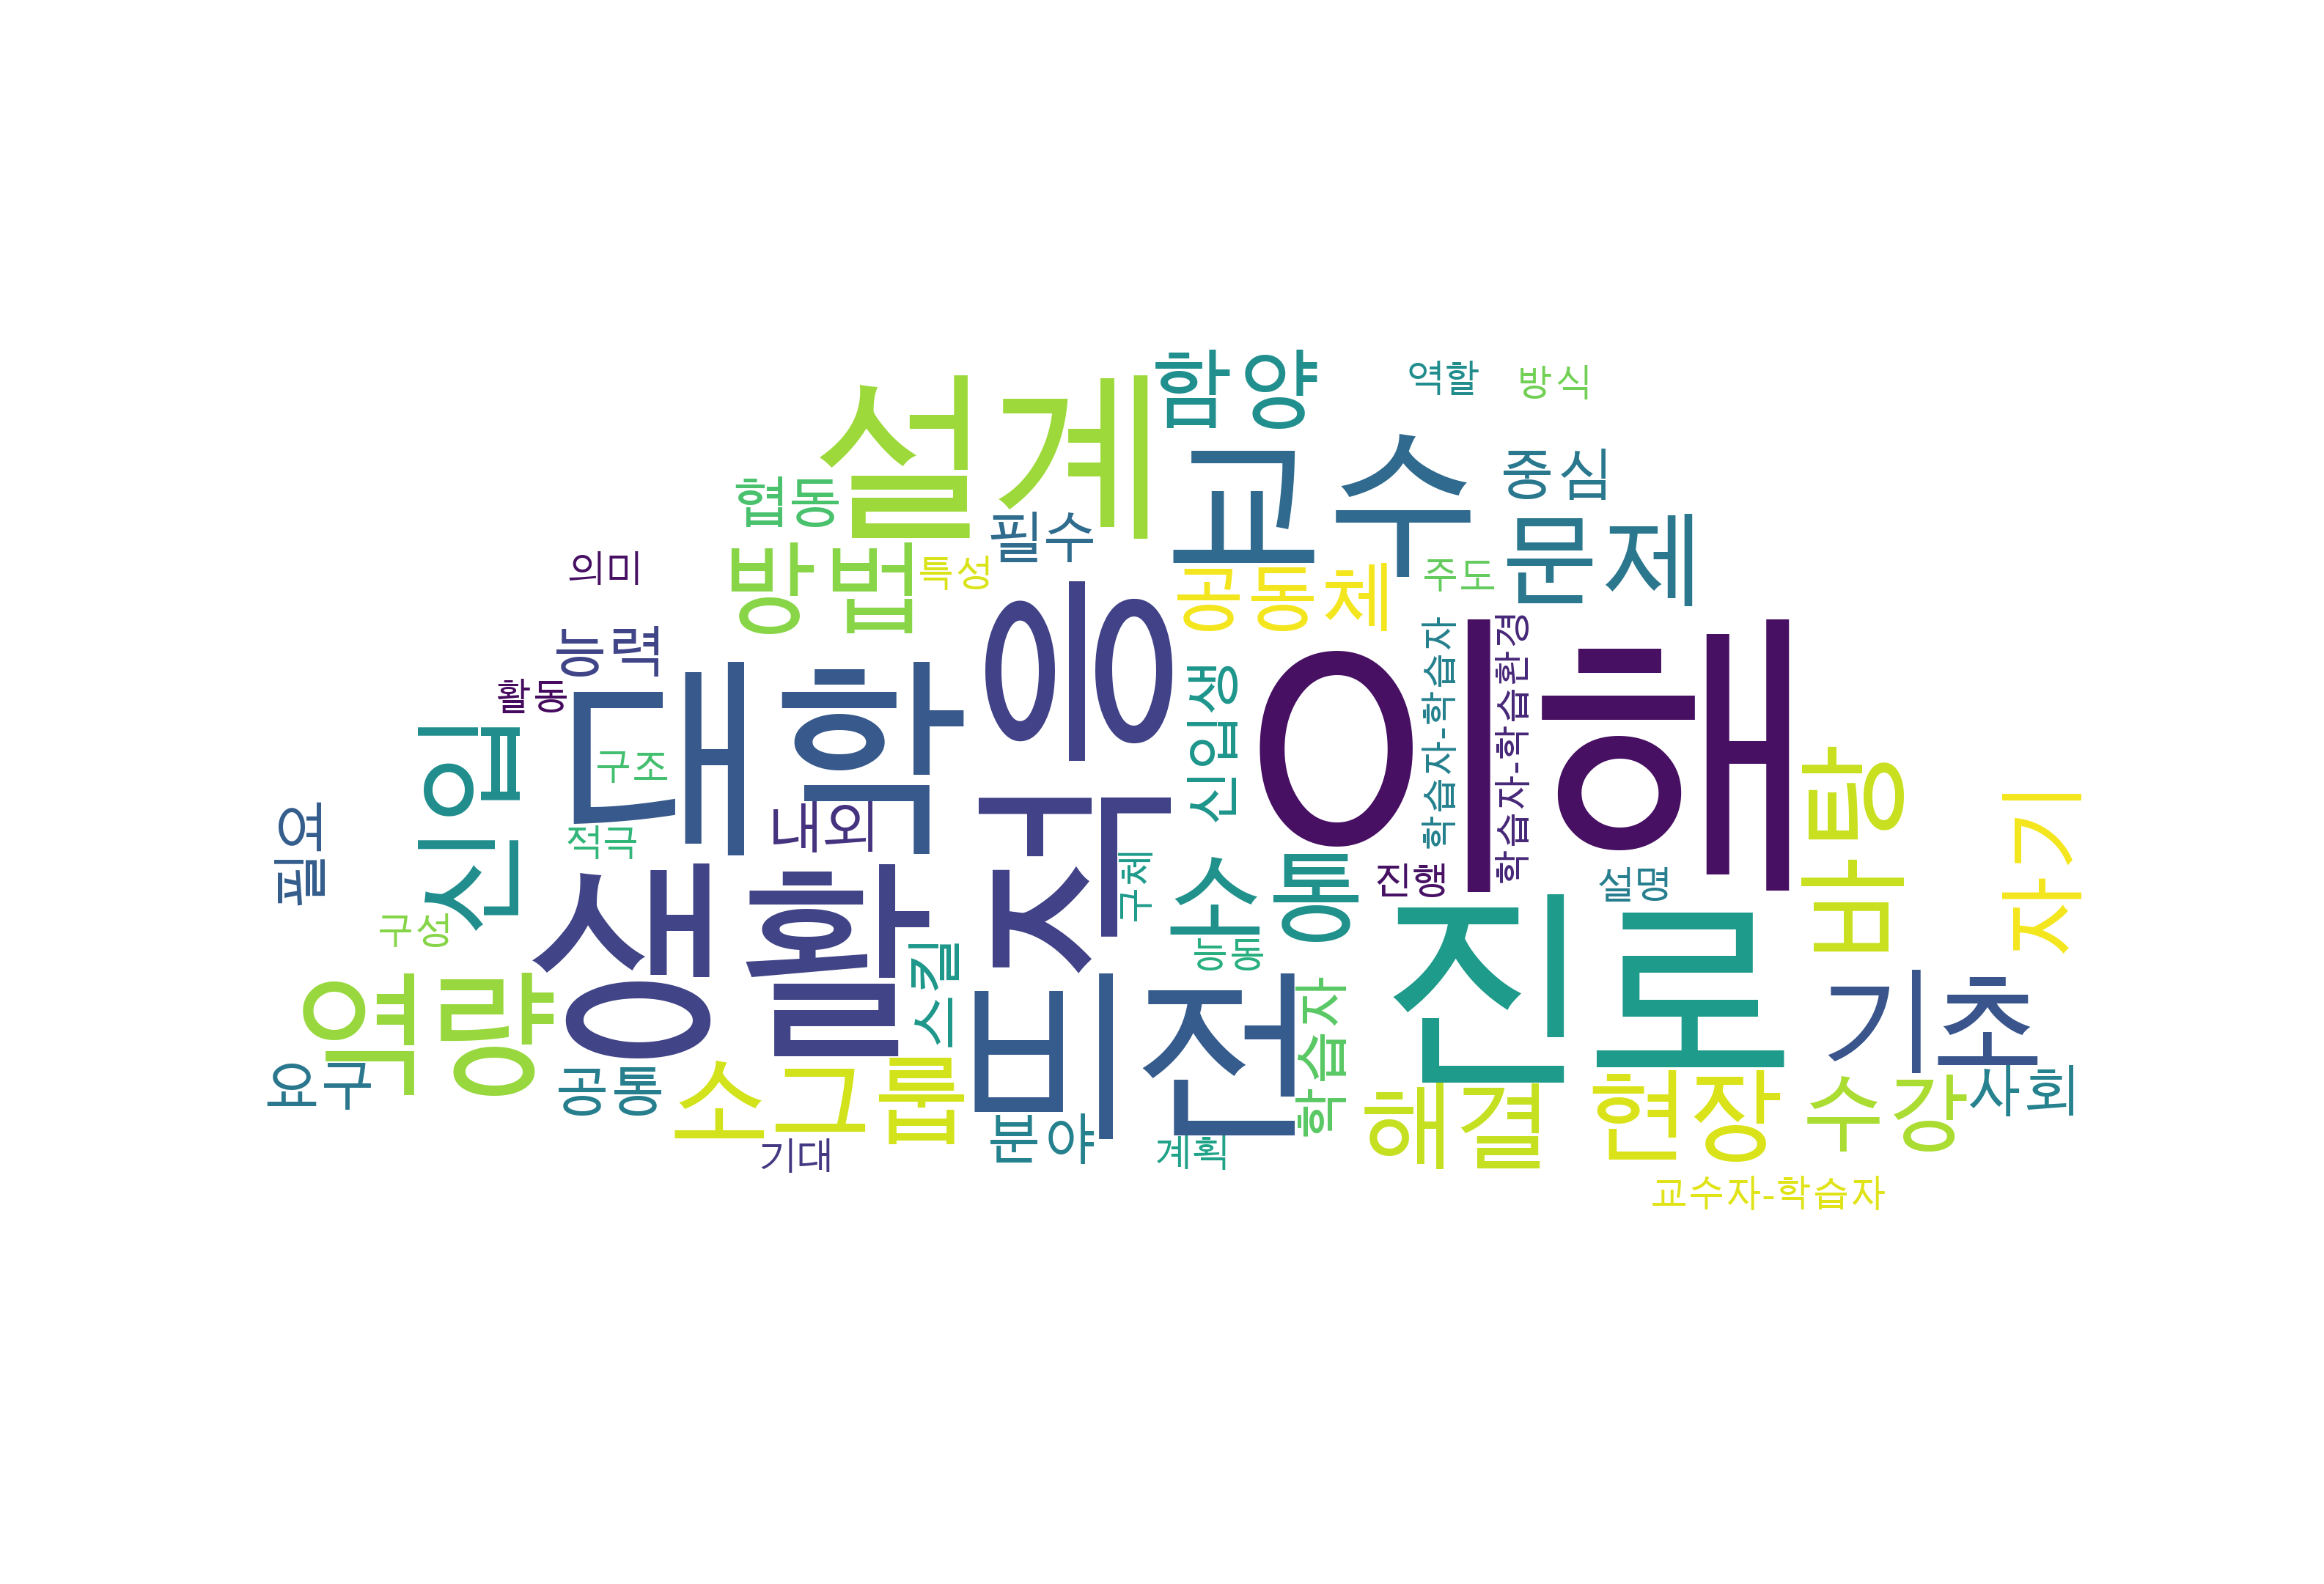 함양
역할
방식
설계
교수
중심
협동
필수
문제
방법
특성
공동체
주도
의미
능력
활동
대학
적응
신입생
이해
학습자-학습자
학습자-학습환경
신입
구조
바탕
자기
필요
적극
내외
구체
소통
진행
설명
구성
생활
스킬
능동
진로
역량
비전
학습자
기초
요구
공통
소그룹
해결
현장
수강
사회
기대
분야
계획
교수자-학습자